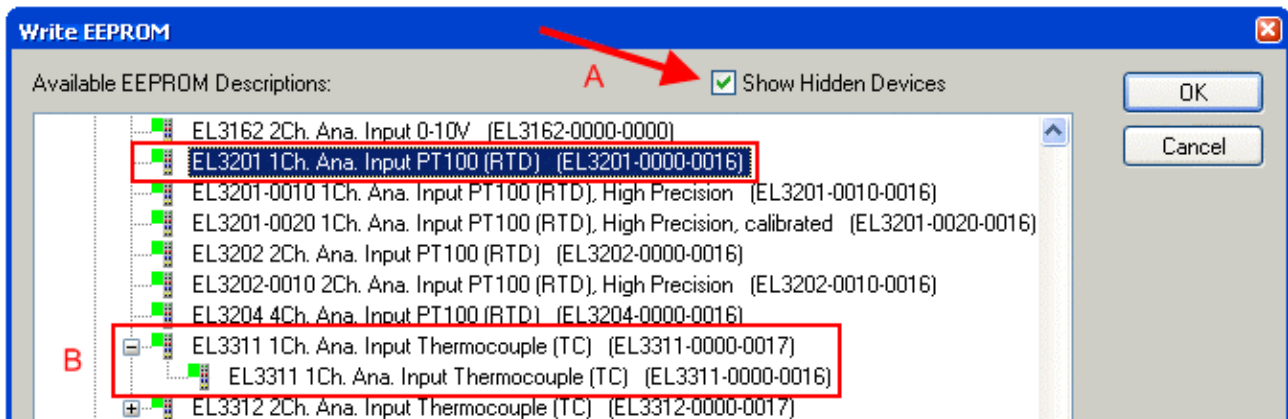 Write EEPROM
A
Available EEPROM Descriptions:
Show Hidden Devices
OK
Cancel
EL3162 2Ch. Ana. Input 0-10V (EL3162-0000-0000)
EL3201 1Ch. Ana. Input PT100 (RTD) (EL3201-0000-0016)
EL3201-0010 1Ch. Ana. Input PT100 (RTD), High Precision (EL3201-0010-0016)
EL3201-0020 1Ch. Ana. Input PT100 (RTD), High Precision, calibrated (EL3201-0020-0016)
EL3202 2Ch. Ana. Input PT100 (RTD) (EL3202-0000-0016)
EL3202-0010 2Ch. Ana. Input PT100 (RTD), High Precision (EL3202-0010-0016)
EL3204 4Ch. Ana. Input PT100 (RTD) (EL3204-0000-0016)
B
EL3311 1Ch. Ana. Input Thermocouple (TC) (EL3311-0000-0017)
EL3311 1Ch. Ana. Input Thermocouple (TC) (EL3311-0000-0016)
EL3312 2Ch. Ana. Input Thermocouple (TC) (EL3312-0000-0017)